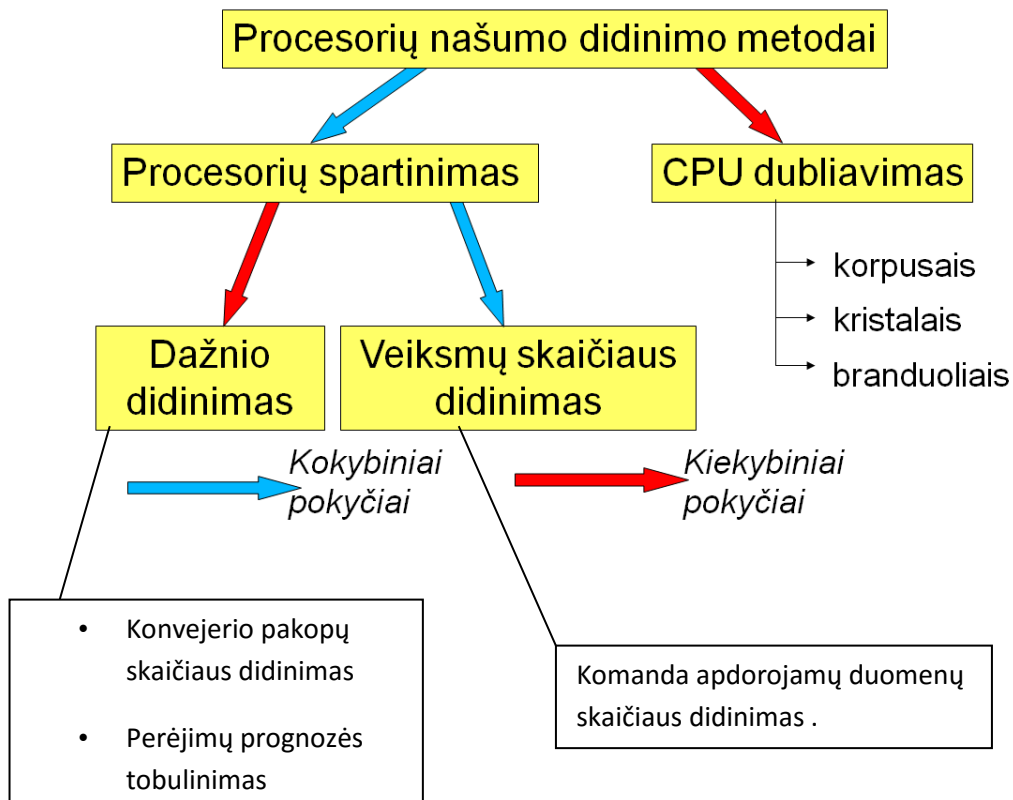 Procesorių našumo didinimo metodai
Procesorių spartinimas
CPU dubliavimas
korpusais
kristalais
branduoliais
Dažnio
didinimas
Veiksmų skaičiaus
didinimas
Kokybiniai
pokyčiai
Kiekybiniai
pokyčiai
• Konvejerio pakopų
skaičiaus didinimas
• Perėjimų prognozės
tobulinimas
Komanda apdorojamų duomenų
skaičiaus didinimas .